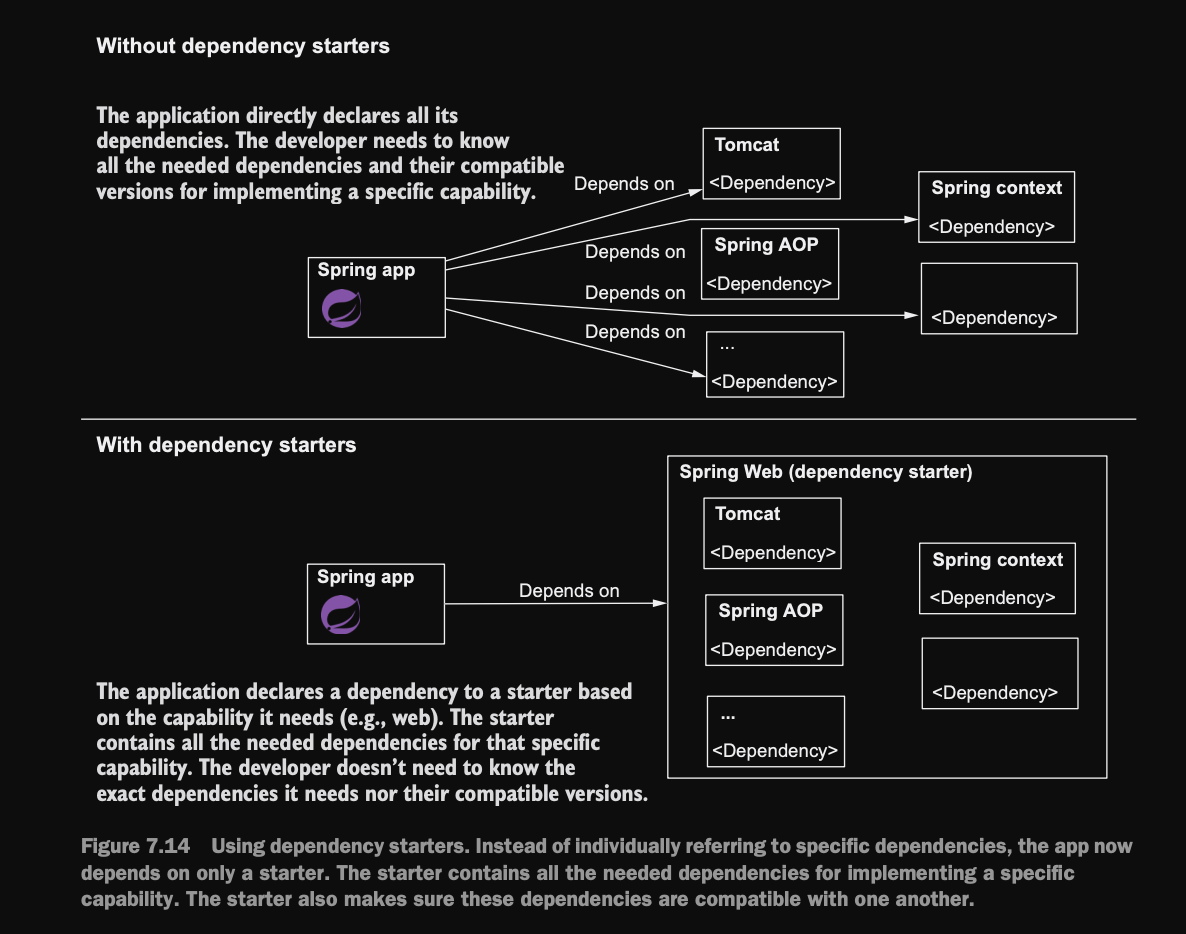 Without dependency starters
The application directly declares all its
dependencies. The developer needs to know
all the needed dependencies and their compatible
versions for implementing a specific capability.
Tomcat
<Dependency>
Depends on
Spring context
<Dependency>
Depends on
Spring AOP
<Dependency>
Spring app
Depends on
<Dependency>
Depends on
...
<Dependency>
With dependency starters
Spring Web (dependency starter)
Tomcat
<Dependency>
Spring context
<Dependency>
Spring app
Depends on
Spring AOP
<Dependency>
<Dependency>
...
<Dependency>
The application declares a dependency to a starter based
on the capability it needs (e.g., web). The starter
contains all the needed dependencies for that specific
capability. The developer doesn’t need to know the
exact dependencies it needs nor their compatible versions.
Figure 7.14 Using dependency starters. Instead of individually referring to specific dependencies, the app now
depends on only a starter. The starter contains all the needed dependencies for implementing a specific
capability. The starter also makes sure these dependencies are compatible with one another.